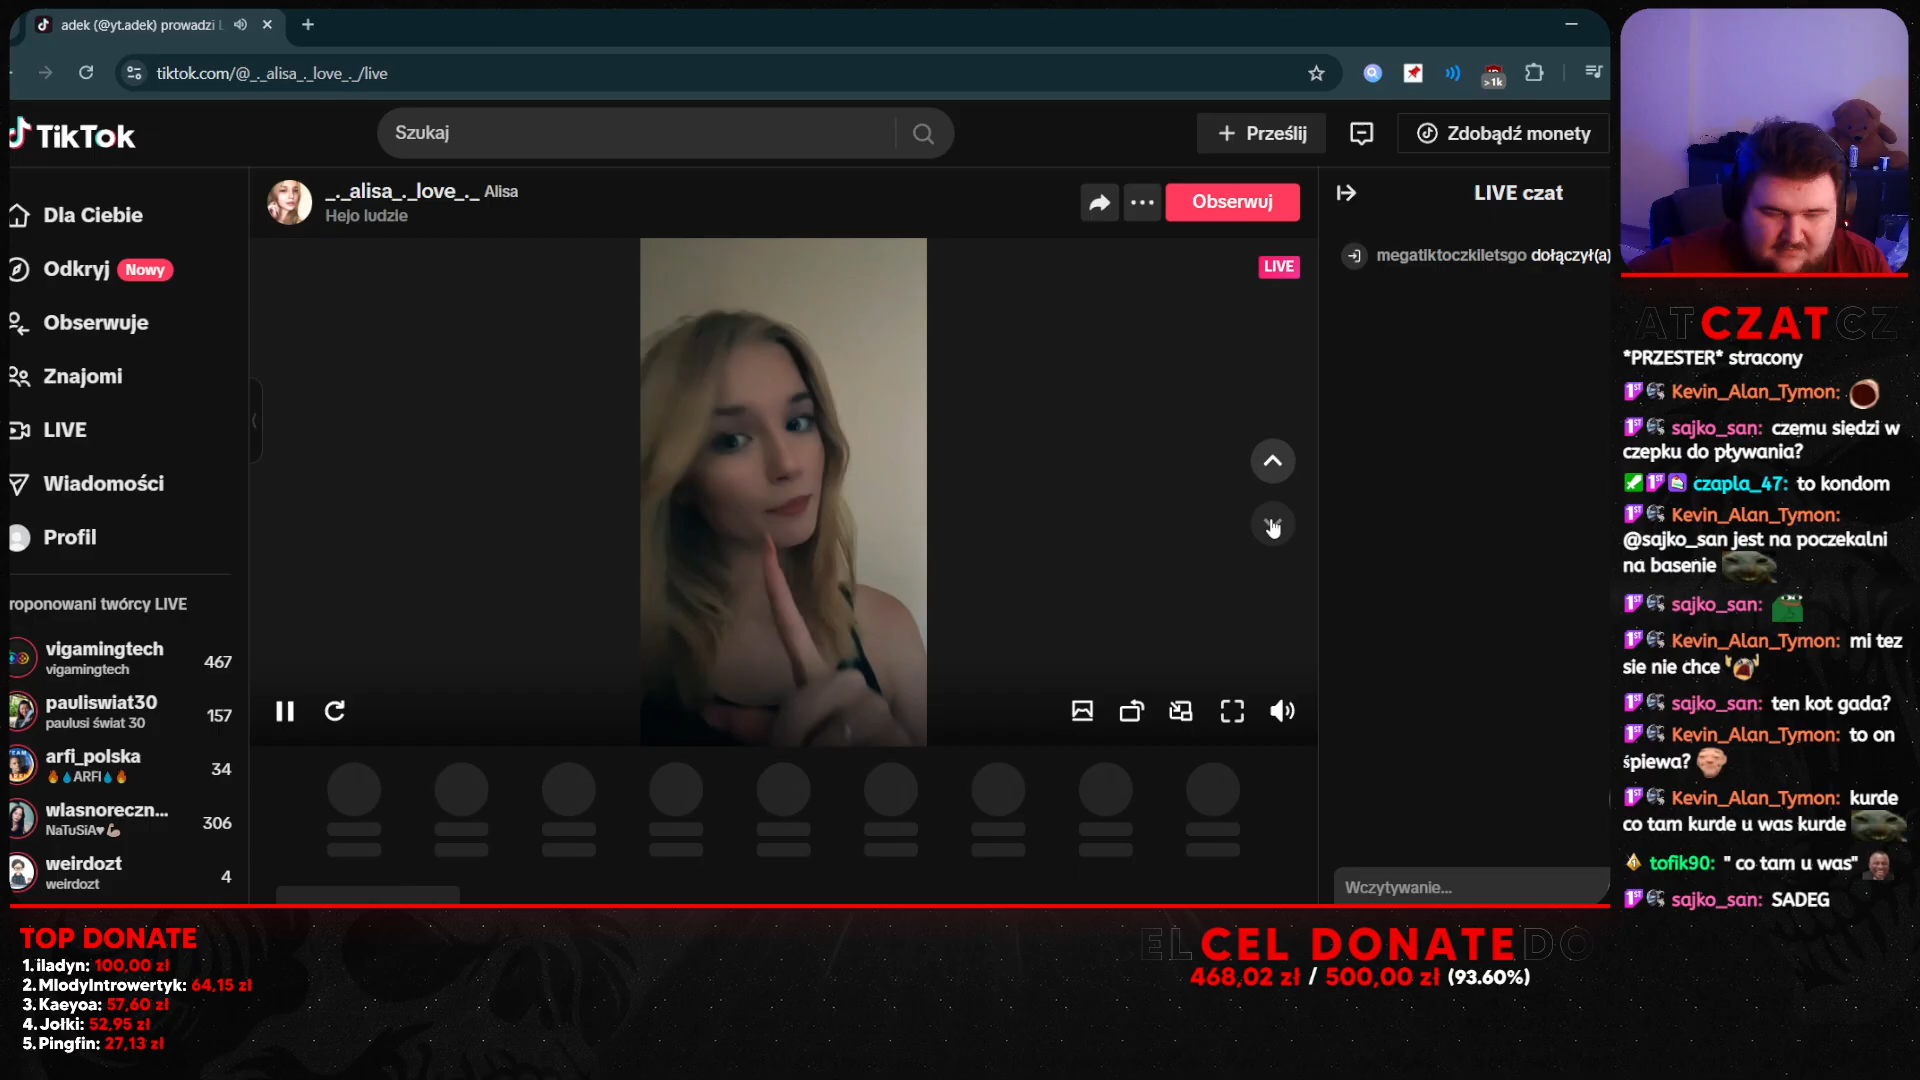 adek (@yt.adek) prowadzi
tiktok.com/@_._alisa_._love_._/live
>1k
TikTok
Szukaj
Prześlij
Zdobądź monety
Dla Ciebie
Odkryj Nowy
Obserwuje
Znajomi
LIVE
Wiadomości
Profil
roponowani twórcy LIVE
vigamingtech
vigamingtech
467
pauliswiat30
paulusi świat 30
157
arfi_polska
🔥💧ARFI💧🔥
34
wlasnoreczn...
NaTuSiA♥💪
306
weirdozt
weirdozt
4
_._alisa_._love_._ Alisa
Hejo ludzie
Obserwuj
LIVE
LIVE czat
megatiktoczkiletsgo dołączył(a)
Wczytywanie...
AT CZAT CZ
*PRZESTER* stracony
Kevin_Alan_Tymon:
sajko_san: czemu siedzi w
czepku do pływania?
czapla_47: to kondom
Kevin_Alan_Tymon:
@sajko_san jest na poczekalni
na basenie
sajko_san:
Kevin_Alan_Tymon: mi tez
sie nie chce
sajko_san: ten kot gada?
Kevin_Alan_Tymon: to on
śpiewa?
Kevin_Alan_Tymon: kurde
co tam kurde u was kurde
tofik90: " co tam u was"
sajko_san: SADEG
TOP DONATE
1. iladyn: 100,00 zł
2. MlodyIntrowertyk: 64,15 zł
3. Kaeyoa: 57,60 zł
4. Jołki: 52,95 zł
5. Pingfin: 27,13 zł
EL CEL DONATE DO
468,02 zł / 500,00 zł (93.60%)